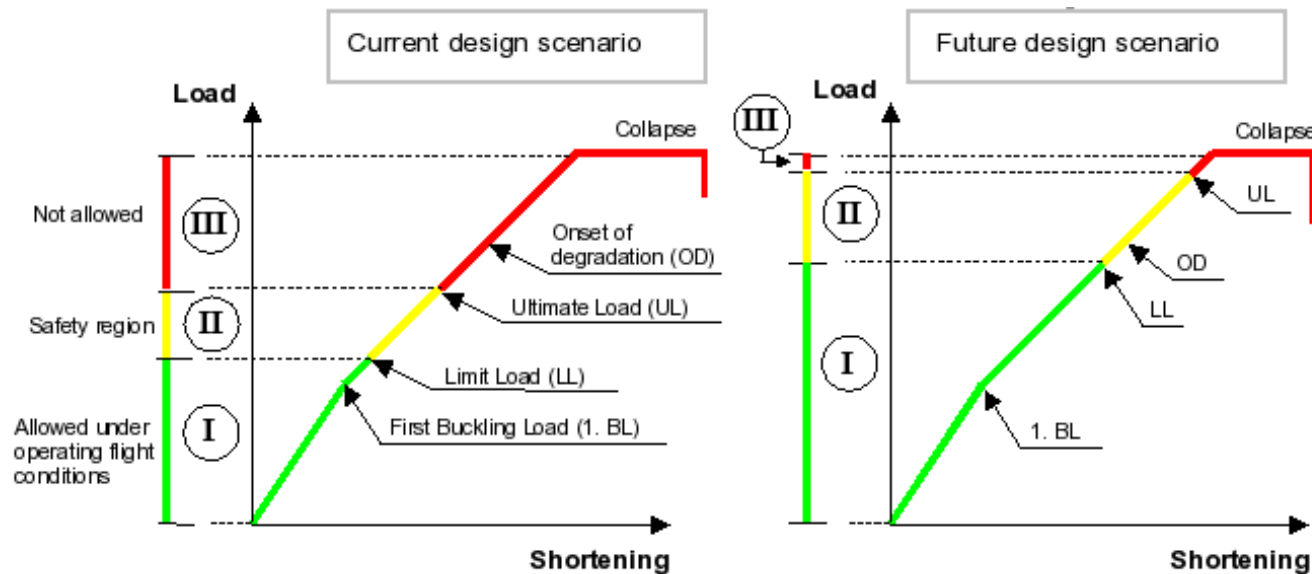 Current design scenario
Load
Collapse
Not allowed
III
Onset of
degradation (OD)
Ultimate Load (UL)
Safety region
II
Limit Load (LL)
First Buckling Load (1. BL)
Allowed under
operating flight
conditions
I
Shortening
Future design scenario
Load
III
Collapse
UL
II
OD
LL
I
1. BL
Shortening